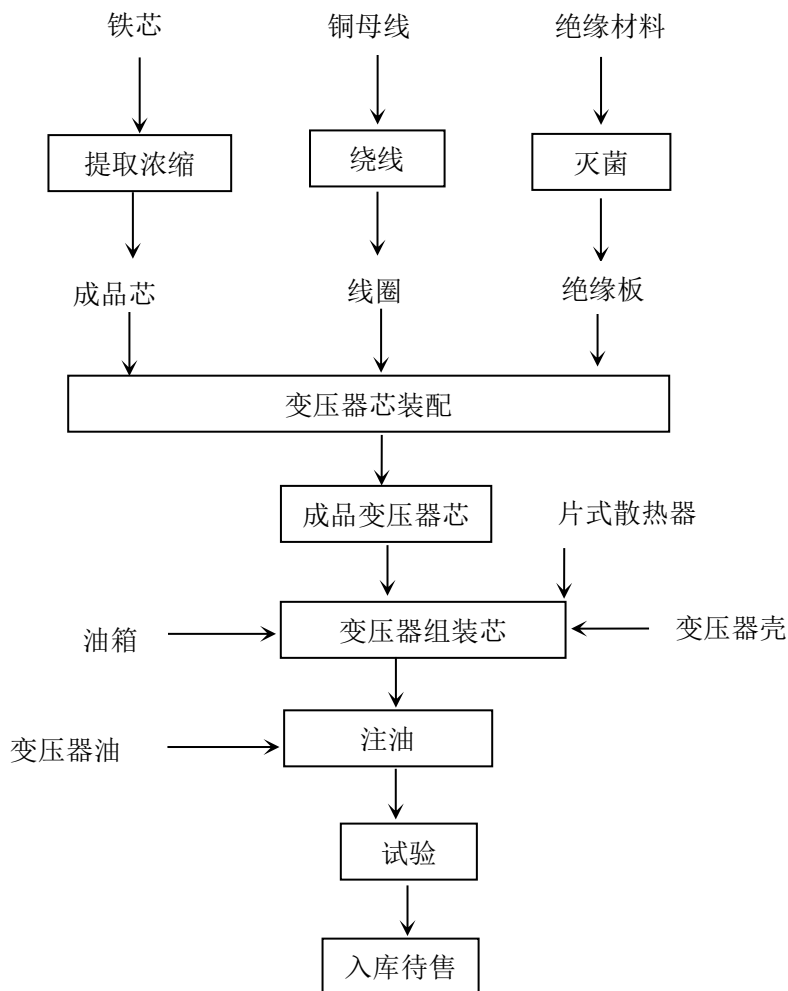 铁芯
铜母线
绝缘材料
提取浓缩
绕线
灭菌
成品芯
线圈
绝缘板
变压器芯装配
成品变压器芯
片式散热器
油箱
变压器组装芯
变压器壳
变压器油
注油
试验
入库待售